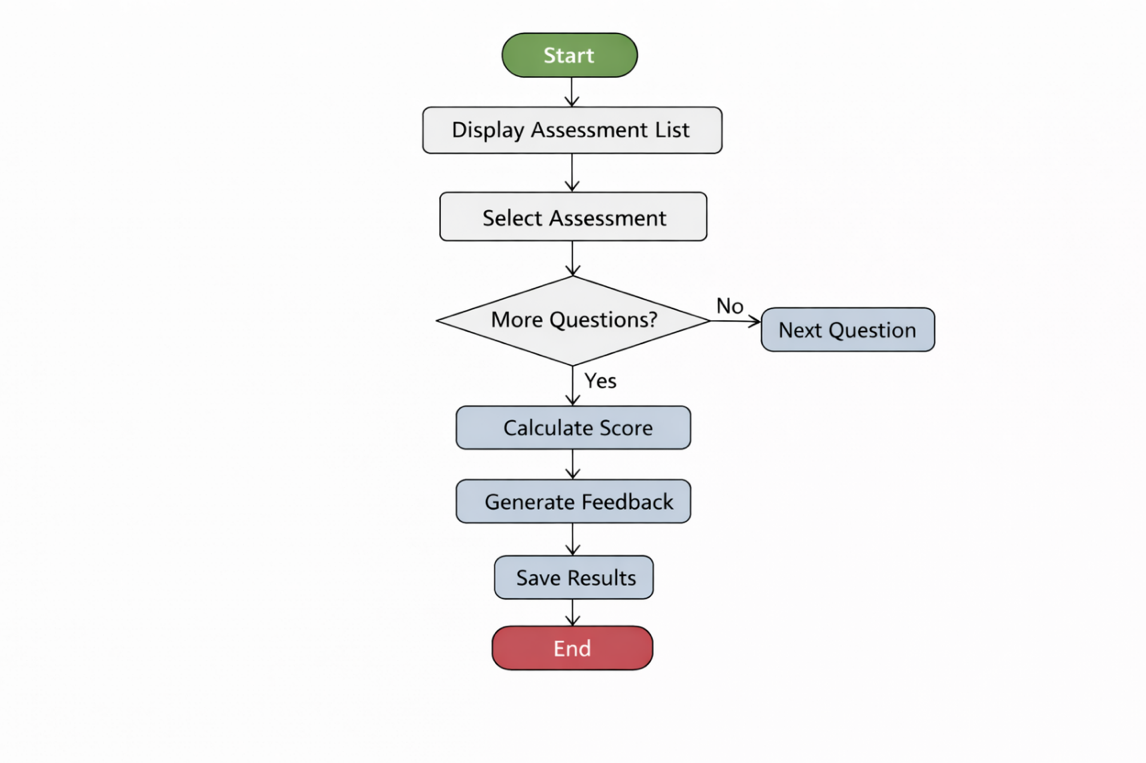 Start
Display Assessment List
Select Assessment
More Questions?
No
Next Question
Yes
Calculate Score
Generate Feedback
Save Results
End